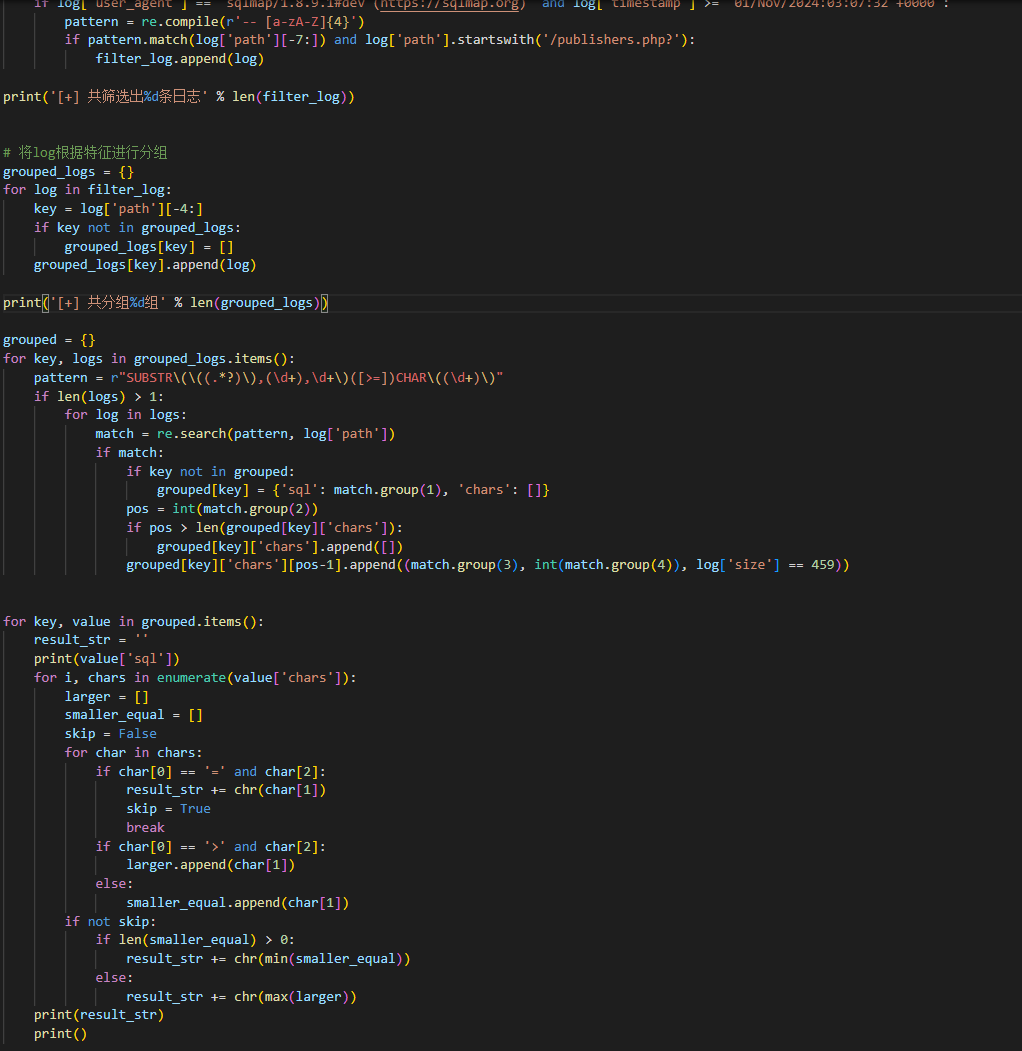 if log['user_agent'] == 'sqlmap/1.8.9.1#dev (https://sqlmap.org)' and log['timestamp'] >= '01/Nov/2024:03:07:32 +0000':
pattern = re.compile(r'-- [a-zA-Z]{4}')
if pattern.match(log['path'][-7:]) and log['path'].startswith('/publishers.php?'):
filter_log.append(log)
print('[+] 共筛选出%d条日志' % len(filter_log))
# 将log根据特征进行分组
grouped_logs = {}
for log in filter_log:
key = log['path'][-4:]
if key not in grouped_logs:
grouped_logs[key] = []
grouped_logs[key].append(log)
print('[+] 共分组%d组' % len(grouped_logs))
grouped = {}
for key, logs in grouped_logs.items():
pattern = r"SUBSTR\(\((.*?)\),(\d+),\d+\)([>=])CHAR\((\d+)\)"
if len(logs) > 1:
for log in logs:
match = re.search(pattern, log['path'])
if match:
if key not in grouped:
grouped[key] = {'sql': match.group(1), 'chars': []}
pos = int(match.group(2))
if pos > len(grouped[key]['chars']):
grouped[key]['chars'].append([])
grouped[key]['chars'][pos-1].append((match.group(3), int(match.group(4)), log['size'] == 459))
for key, value in grouped.items():
result_str = ''
print(value['sql'])
for i, chars in enumerate(value['chars']):
larger = []
smaller_equal = []
skip = False
for char in chars:
if char[0] == '=' and char[2]:
result_str += chr(char[1])
skip = True
break
if char[0] == '>' and char[2]:
larger.append(char[1])
else:
smaller_equal.append(char[1])
if not skip:
if len(smaller_equal) > 0:
result_str += chr(min(smaller_equal))
else:
result_str += chr(max(larger))
print(result_str)
print()